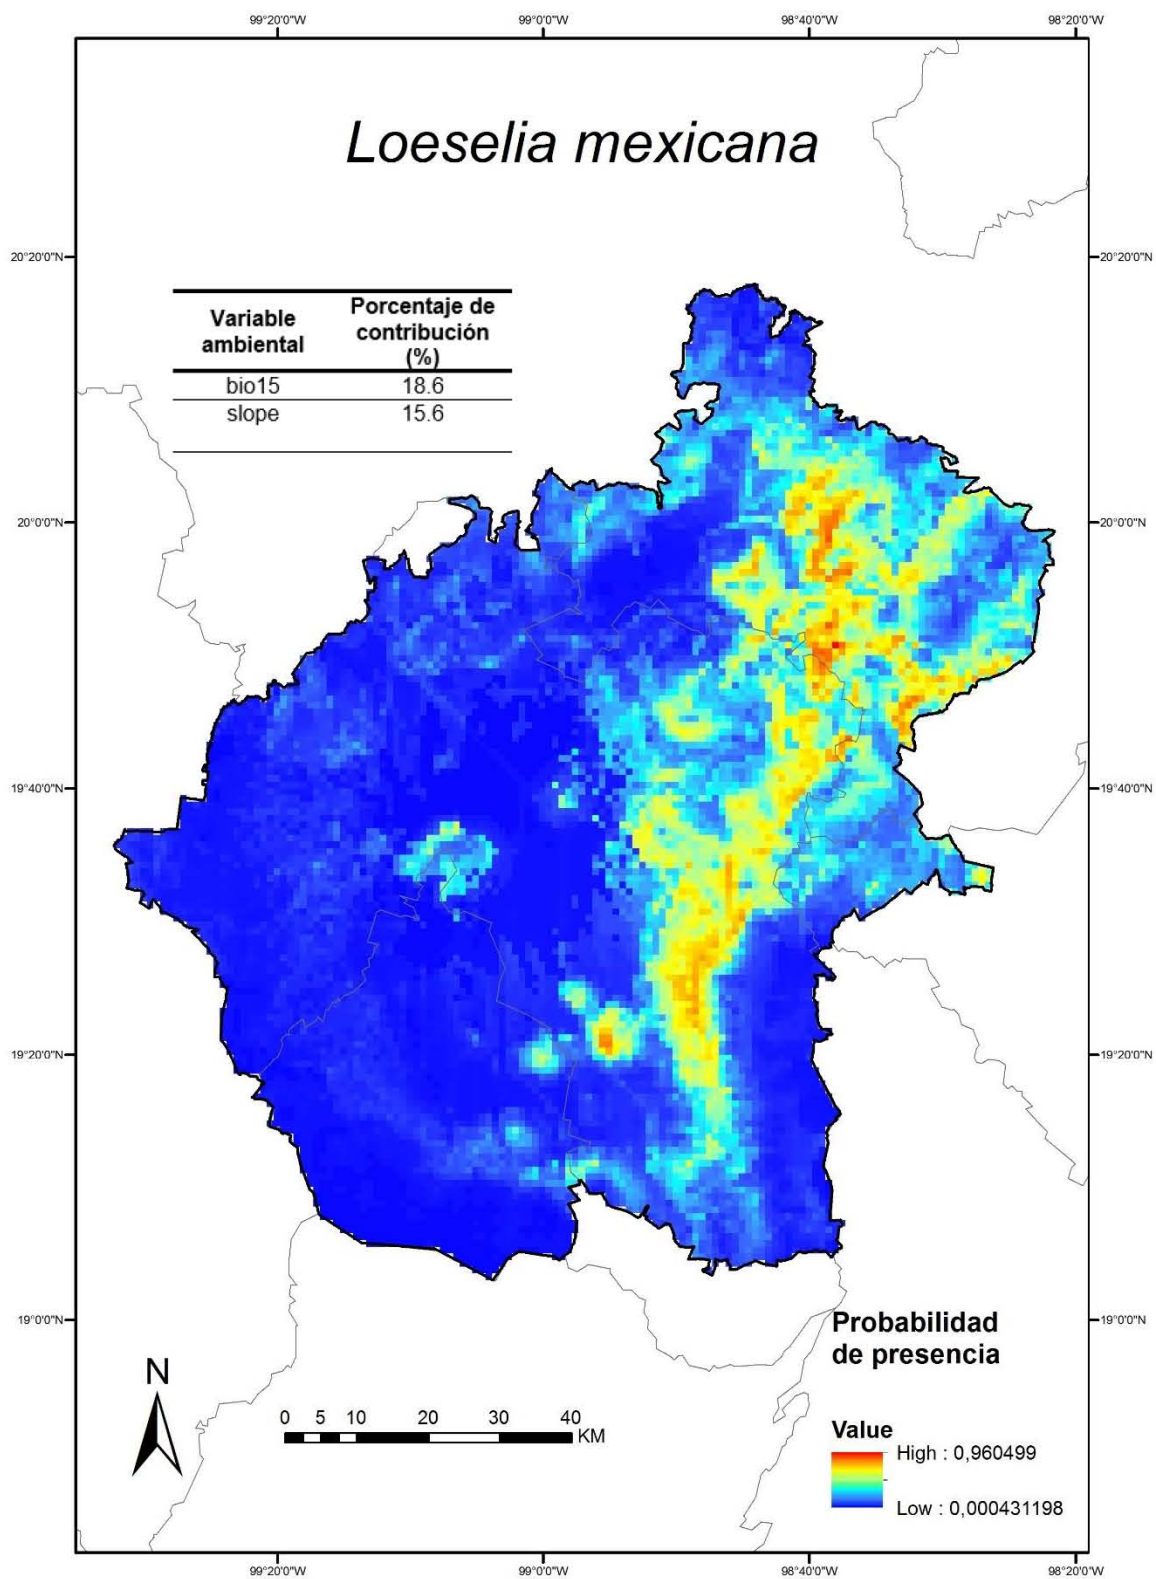 99°20'0"W 99°0'0"W 98°40'0"W 98°20'0"W
Loeselia mexicana
20°20'0"N 20°20'0"N
Variable ambiental Porcentaje de contribución (%)
bio15 18.6
slope 15.6
20°0'0"N 20°0'0"N
19°40'0"N 19°40'0"N
19°20'0"N 19°20'0"N
19°0'0"N 19°0'0"N
Probabilidad
de presencia
N
0 5 10 20 30 40
KM
Value
High : 0,960499
Low : 0,000431198
99°20'0"W 99°0'0"W 98°40'0"W 98°20'0"W